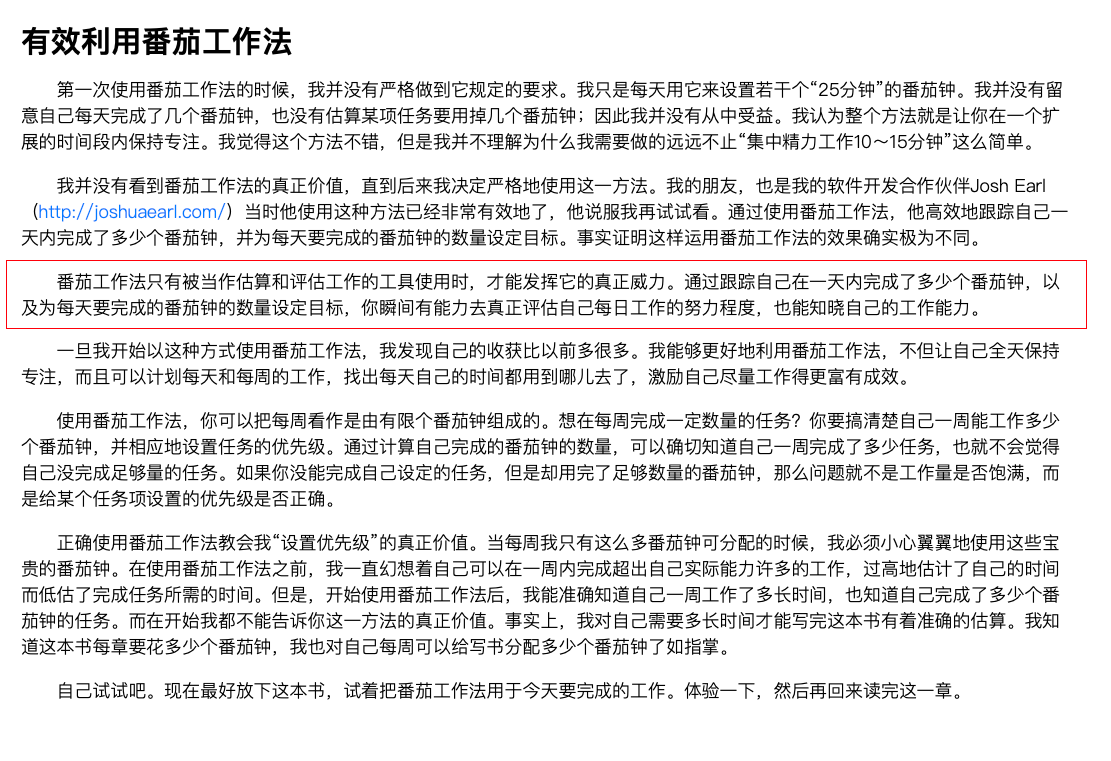 有效利用番茄工作法
第一次使用番茄工作法的时候，我并没有严格做到它规定的要求。我只是每天用它来设置若干个“25分钟”的番茄钟。我并没有留
意自己每天完成了几个番茄钟，也没有估算某项任务要用掉几个番茄钟；因此我并没有从中受益。我认为整个方法就是让你在一个扩
展的时间段内保持专注。我觉得这个方法不错，但是我并不理解为什么我需要做的远远不止“集中精力工作10～15分钟”这么简单。
我并没有看到番茄工作法的真正价值，直到后来我决定严格地使用这一方法。我的朋友，也是我的软件开发合作伙伴Josh Earl
（http://joshuaearl.com/）当时他使用这种方法已经非常有效地了，他说服我再试试看。通过使用番茄工作法，他高效地跟踪自己一
天内完成了多少个番茄钟，并为每天要完成的番茄钟的数量设定目标。事实证明这样运用番茄工作法的效果确实极为不同。
番茄工作法只有被当作估算和评估工作的工具使用时，才能发挥它的真正威力。通过跟踪自己在一天内完成了多少个番茄钟，以
及为每天要完成的番茄钟的数量设定目标，你瞬间有能力去真正评估自己每日工作的努力程度，也能知晓自己的工作能力。
一旦我开始以这种方式使用番茄工作法，我发现自己的收获比以前多很多。我能够更好地利用番茄工作法，不但让自己全天保持
专注，而且可以计划每天和每周的工作，找出每天自己的时间都用到哪儿去了，激励自己尽量工作得更富有成效。
使用番茄工作法，你可以把每周看作是由有限个番茄钟组成的。想在每周完成一定数量的任务？你要搞清楚自己一周能工作多少
个番茄钟，并相应地设置任务的优先级。通过计算自己完成的番茄钟的数量，可以确切知道自己一周完成了多少任务，也就不会觉得
自己没完成足够量的任务。如果你没能完成自己设定的任务，但是却用完了足够数量的番茄钟，那么问题就不是工作量是否饱满，而
是给某个任务项设置的优先级是否正确。
正确使用番茄工作法教会我“设置优先级”的真正价值。当每周我只有这么多番茄钟可分配的时候，我必须小心翼翼地使用这些宝
贵的番茄钟。在使用番茄工作法之前，我一直幻想着自己可以在一周内完成超出自己实际能力许多的工作，过高地估计了自己的时间
而低估了完成任务所需的时间。但是，开始使用番茄工作法后，我能准确知道自己一周工作了多长时间，也知道自己完成了多少个番
茄钟的任务。而在开始我都不能告诉你这一方法的真正价值。事实上，我对自己需要多长时间才能写完这本书有着准确的估算。我知
道这本书每章要花多少个番茄钟，我也对自己每周可以给写书分配多少个番茄钟了如指掌。
自己试试吧。现在最好放下这本书，试着把番茄工作法用于今天要完成的工作。体验一下，然后再回来读完这一章。